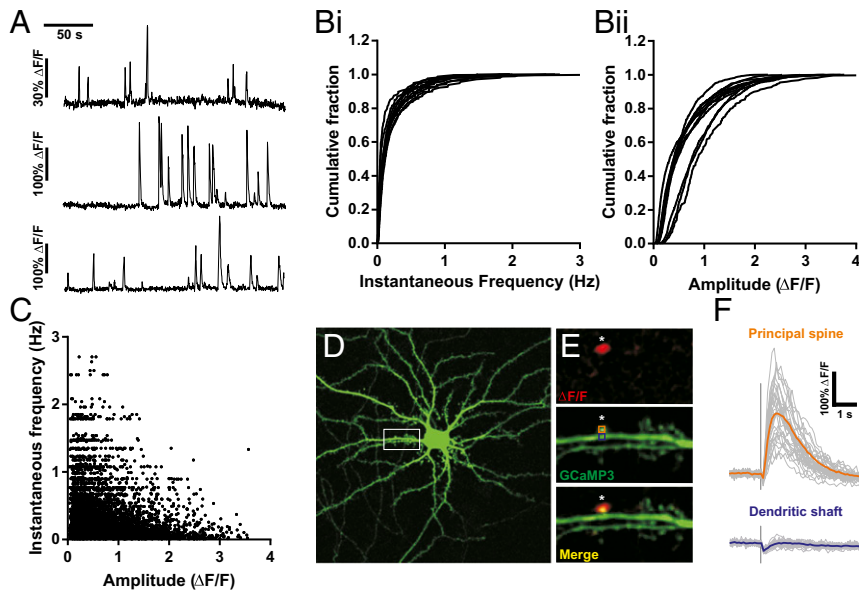 A
50 s
30% ΔF/F
100% ΔF/F
100% ΔF/F
Bi
Cumulative fraction
1.2
1.0
0.8
0.6
0.4
0.2
0.0
0
1
2
3
Instantaneous Frequency (Hz)
Bii
Cumulative fraction
1.2
1.0
0.8
0.6
0.4
0.2
0.0
0
1
2
3
4
Amplitude (ΔF/F)
C
Instantaneous frequency (Hz)
3
2
1
0
0
1
2
3
4
Amplitude (ΔF/F)
D
E
*
ΔF/F
*
GCaMP3
*
Merge
F
Principal spine
100% ΔF/F
1 s
Dendritic shaft